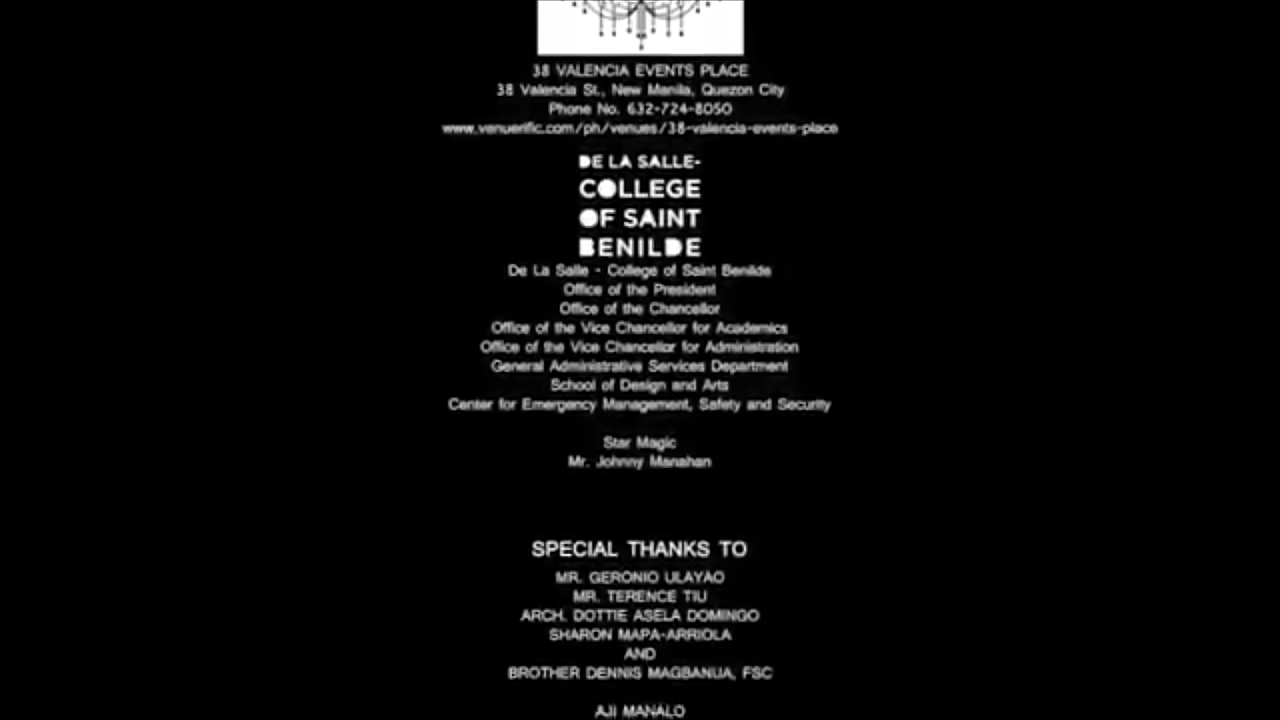 38 VALENCIA EVENTS PLACE
38 Valencia St., New Manila, Quezon City
Phone No. 632-724-8050
www.venuerific.com/ph/venues/38-valencia-events-place
DE LA SALLE-
COLLEGE
OF SAINT
BENILDE
De La Salle - College of Saint Benilde
Office of the President
Office of the Chancellor
Office of the Vice Chancellor for Academics
Office of the Vice Chancellor for Administration
General Administrative Services Department
School of Design and Arts
Center for Emergency Management, Safety and Security
Star Magic
Mr. Johnny Manahan
SPECIAL THANKS TO
MR. GERONIO ULAYAO
MR. TERENCE TIU
ARCH. DOTTIE ASELA DOMINGO
SHARON MAPA-ARRIOLA
AND
BROTHER DENNIS MAGBANUA, FSC
AJI MANALO